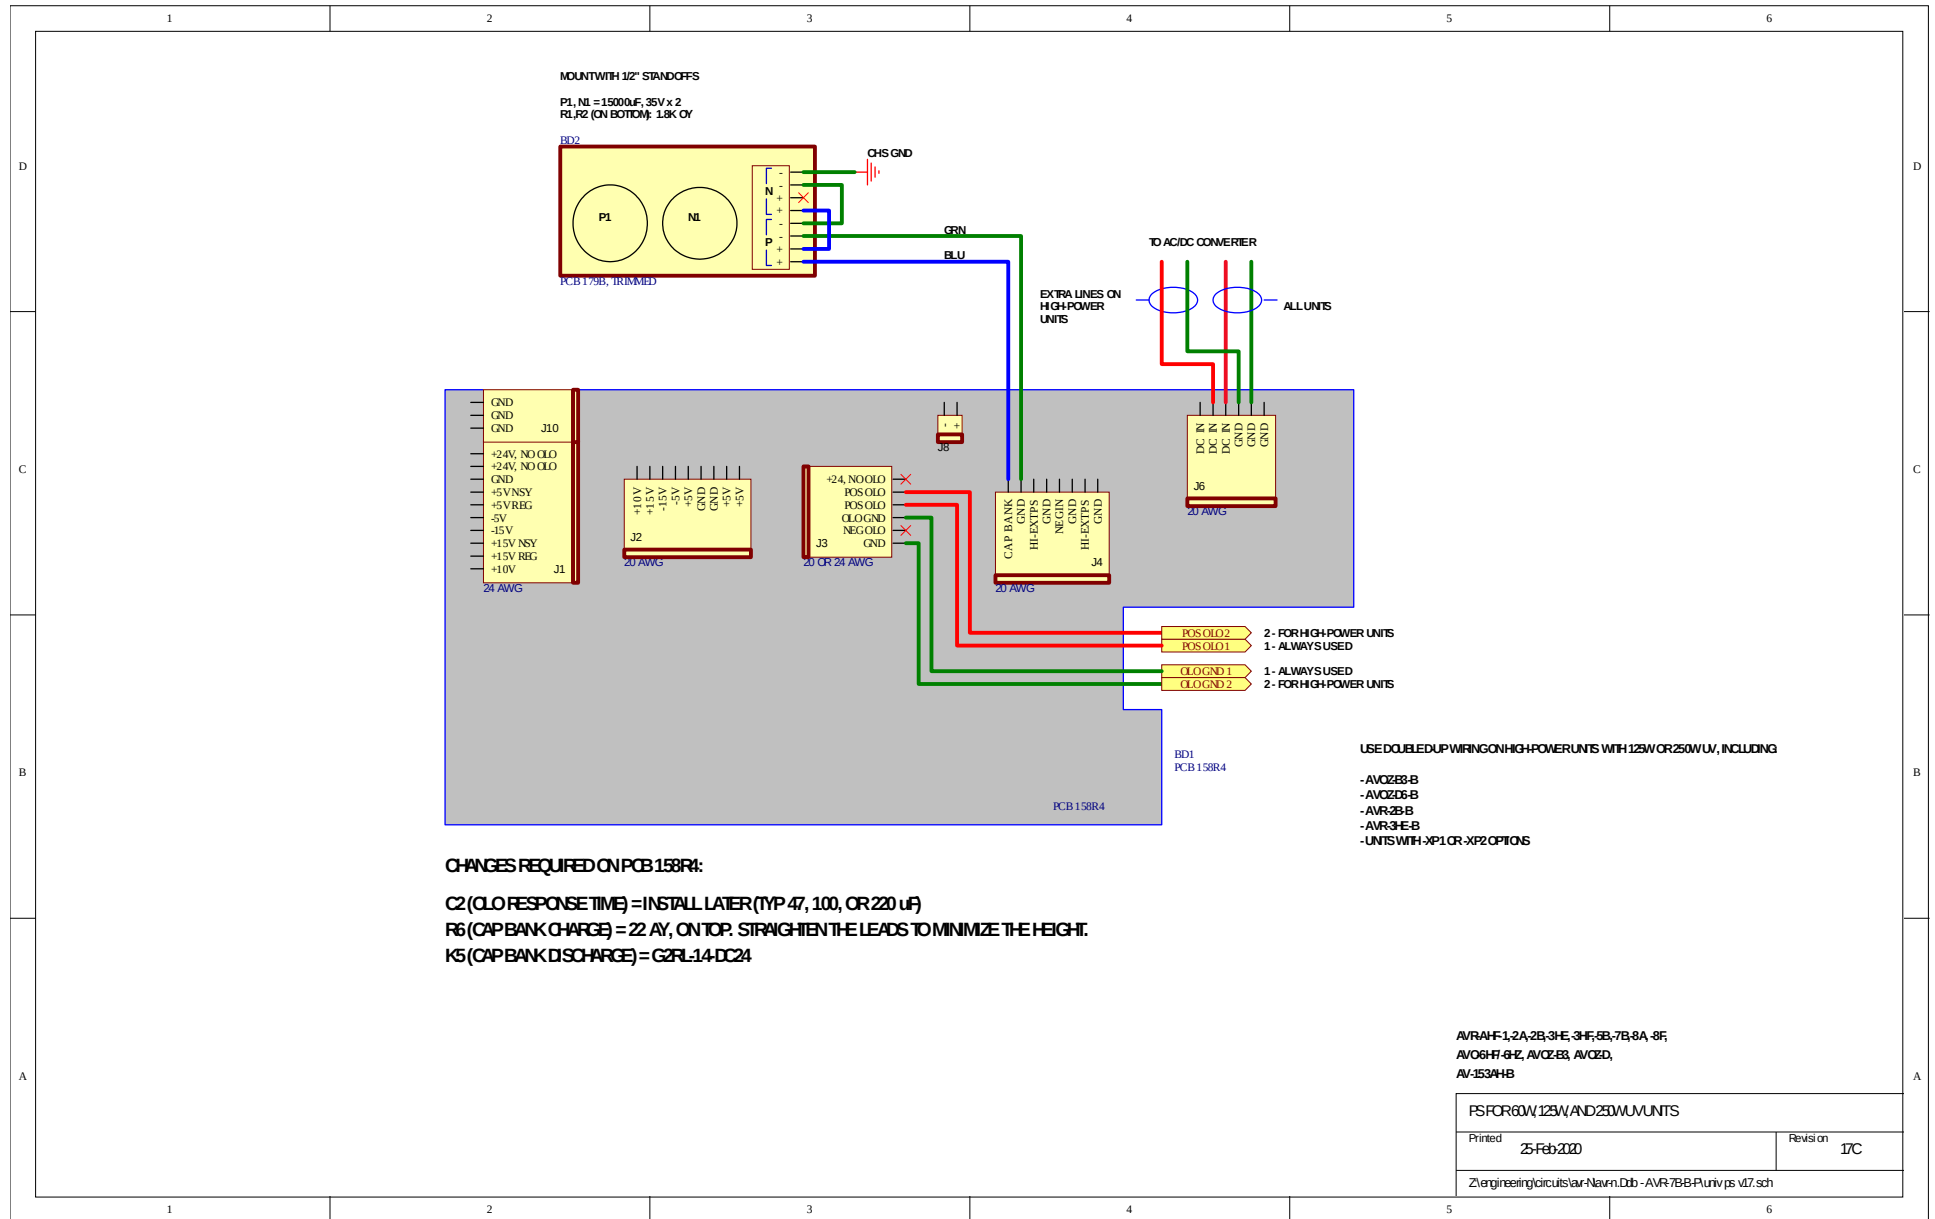 1 2 3 4 5 6
MOUNT WITH 1/2" STANDOFFS
P1, N1 = 15000uF, 35V x 2
R1,R2 (ON BOTTOM): 1.8K OY
BD2
D
D
CHS GND
P1
N1
N
P
-
-
+
+
-
-
+
+
GRN
BLU
PCB 179B, TRIMMED
TO AC/DC CONVERTER
EXTRA LINES ON
HIGH-POWER
UNITS
ALL UNITS
C
C
GND
GND
GND
J10
+24V, NO OLO
+24V, NO OLO
GND
+5V NSY
+5V REG
-5V
-15V
+15V NSY
+15V REG
+10V
J1
24 AWG
+10V
+15V
-15V
-5V
+5V
GND
GND
+5V
+5V
J2
20 AWG
+24, NO OLO
POS OLO
POS OLO
OLO GND
NEG OLO
GND
J3
20 OR 24 AWG
-
+
J8
CAP BANK
GND
HI-EXTPS
GND
NEG IN
GND
HI-EXTPS
GND
J4
20 AWG
DC IN
DC IN
DC IN
GND
GND
GND
J6
20 AWG
POS OLO 2
2 - FOR HIGH-POWER UNITS
POS OLO 1
1 - ALWAYS USED
OLO GND 1
1 - ALWAYS USED
OLO GND 2
2 - FOR HIGH-POWER UNITS
B
B
BD1
PCB 158R4
PCB 158R4
USE DOUBLED UP WIRING ON HIGH-POWER UNITS WITH 125W OR 250W UV, INCLUDING:
- AVOZ-B3-B
- AVOZ-D6-B
- AVR-2B-B
- AVR-3HE-B
- UNITS WITH -XP1 OR -XP2 OPTIONS
CHANGES REQUIRED ON PCB 158R4:
C2 (OLO RESPONSE TIME) = INSTALL LATER (TYP 47, 100, OR 220 uF)
R6 (CAP BANK CHARGE) = 22 AY, ON TOP. STRAIGHTEN THE LEADS TO MINIMIZE THE HEIGHT.
K5 (CAP BANK DISCHARGE) = G2RL-14-DC24
A
A
AVR-AHF-1,-2A,-2B,-3HE,-3HF,-5B,-7B,-8A, -8F,
AVO-6HF/-6HZ, AVOZ-B3, AVOZ-D,
AV-153AH-B
PS FOR 60W, 125W, AND 250W UV UNITS
Printed
25-Feb-2020
Revision
17C
Z:\engineering\circuits\avr-N\avr-n.Ddb - AVR-7B-B-P\univ ps v17.sch
1 2 3 4 5 6